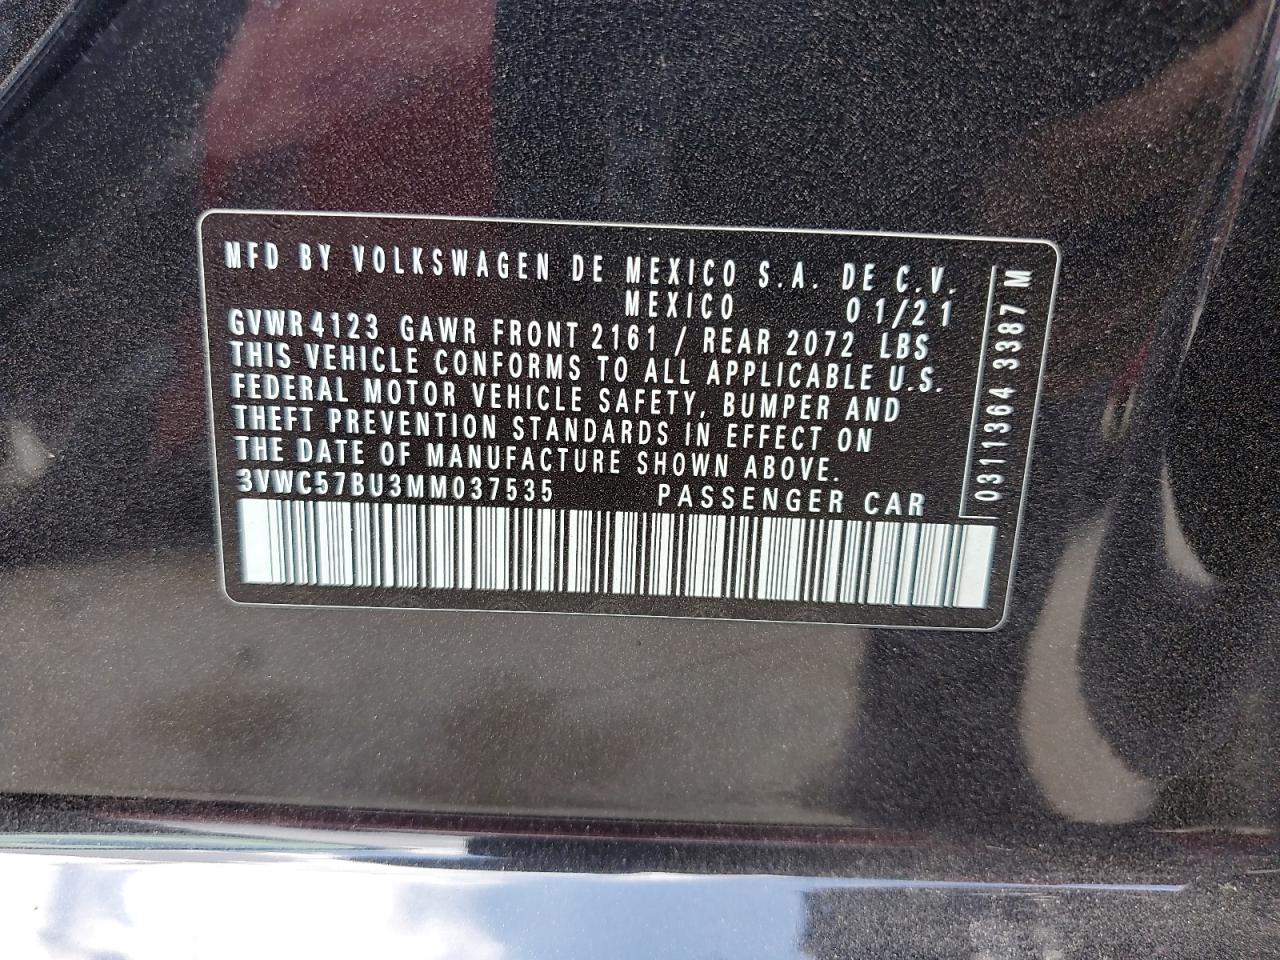 MFD BY VOLKSWAGEN DE MEXICO S.A. DE C.V.
MEXICO 01/21
GVWR 4123 GAWR FRONT 2161 / REAR 2072 LBS
THIS VEHICLE CONFORMS TO ALL APPLICABLE U.S.
FEDERAL MOTOR VEHICLE SAFETY, BUMPER AND
THEFT PREVENTION STANDARDS IN EFFECT ON
THE DATE OF MANUFACTURE SHOWN ABOVE.
3VWC57BU3MM037535 PASSENGER CAR
0311364 3387 M